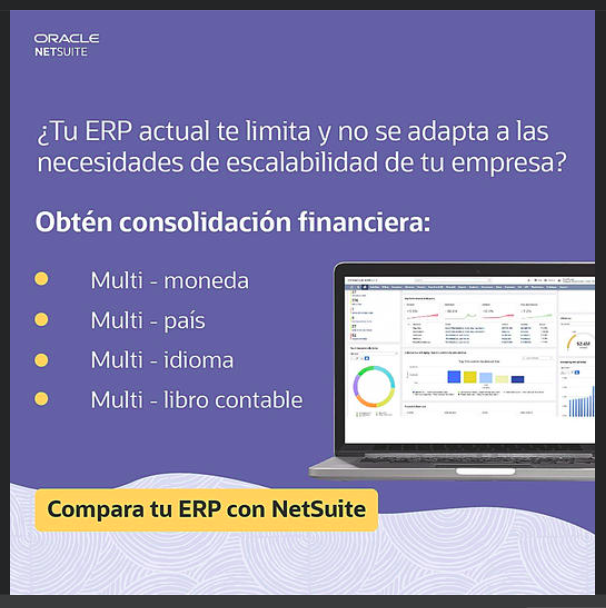 ORACLE
NETSUITE
¿Tu ERP actual te limita y no se adapta a las
necesidades de escalabilidad de tu empresa?
Obtén consolidación financiera:
Multi - moneda
Multi - país
Multi - idioma
Multi - libro contable
Compara tu ERP con NetSuite